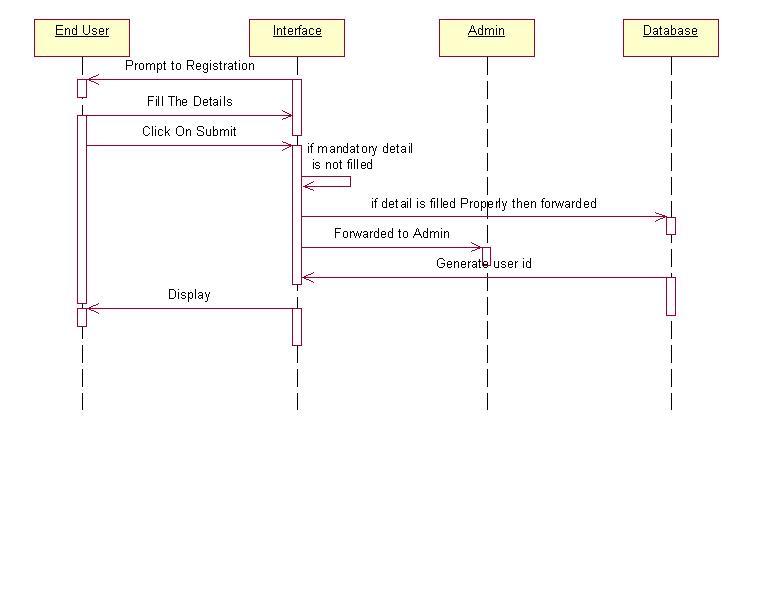 End User
Interface
Admin
Database
Prompt to Registration
Fill The Details
Click On Submit
if mandatory detail
is not filled
if detail is filled Properly then forwarded
Forwarded to Admin
Generate user id
Display